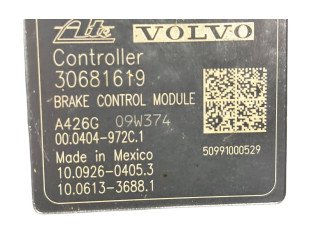 Ate VOLVO
Controller
30681619
BRAKE CONTROL MODULE
A426G 09W374
00.0404-972C.1
Made in Mexico 50991000529
10.0926-0405.3
10.0613-3688.1